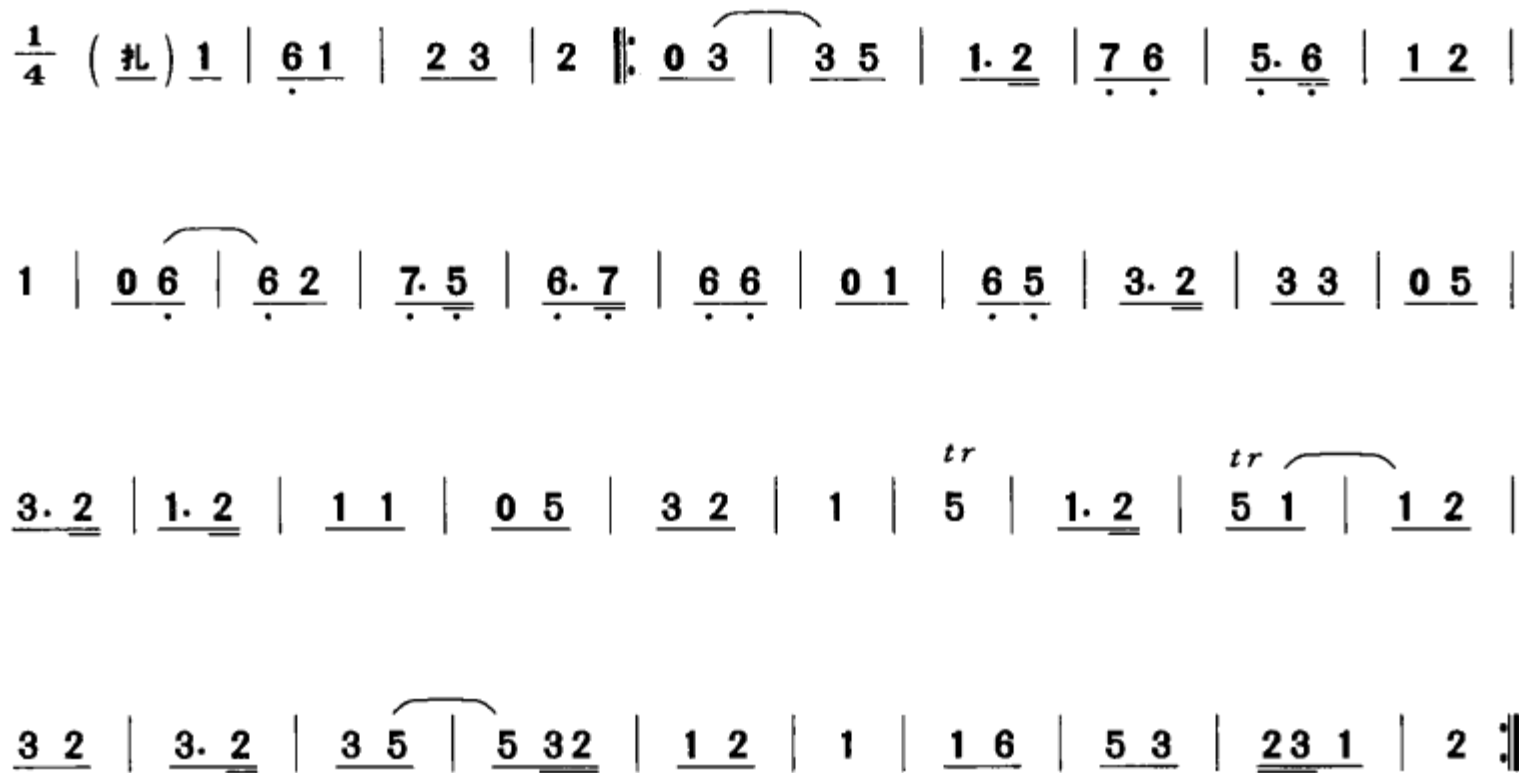 1/4 (扎) 1 | 6 1 | 2 3 | 2 ‖: 0 3 | 3 5 | 1. 2 | 7 6 | 5. 6 | 1 2 |
1 | 0 6 | 6 2 | 7. 5 | 6. 7 | 6 6 | 0 1 | 6 5 | 3. 2 | 3 3 | 0 5 |
3. 2 | 1. 2 | 1 1 | 0 5 | 3 2 | 1 | tr 5 | 1. 2 | tr 5 1 | 1 2 |
3 2 | 3. 2 | 3 5 | 5 32 | 1 2 | 1 | 1 6 | 5 3 | 23 1 | 2 :‖